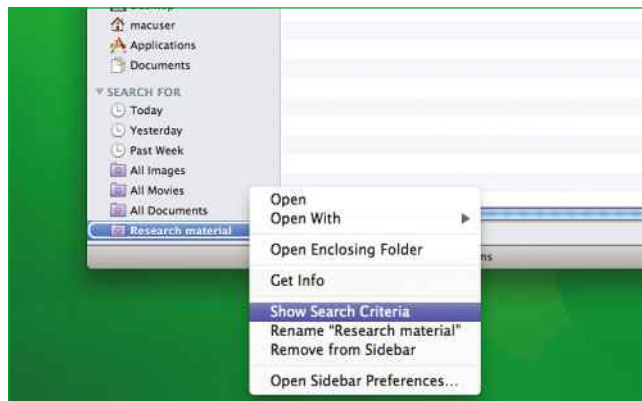 macuser
Applications
Documents
SEARCH FOR
Today
Yesterday
Past Week
All Images
All Movies
All Documents
Research material
Open
Open With
Open Enclosing Folder
Get Info
Show Search Criteria
Rename “Research material”
Remove from Sidebar
Open Sidebar Preferences...